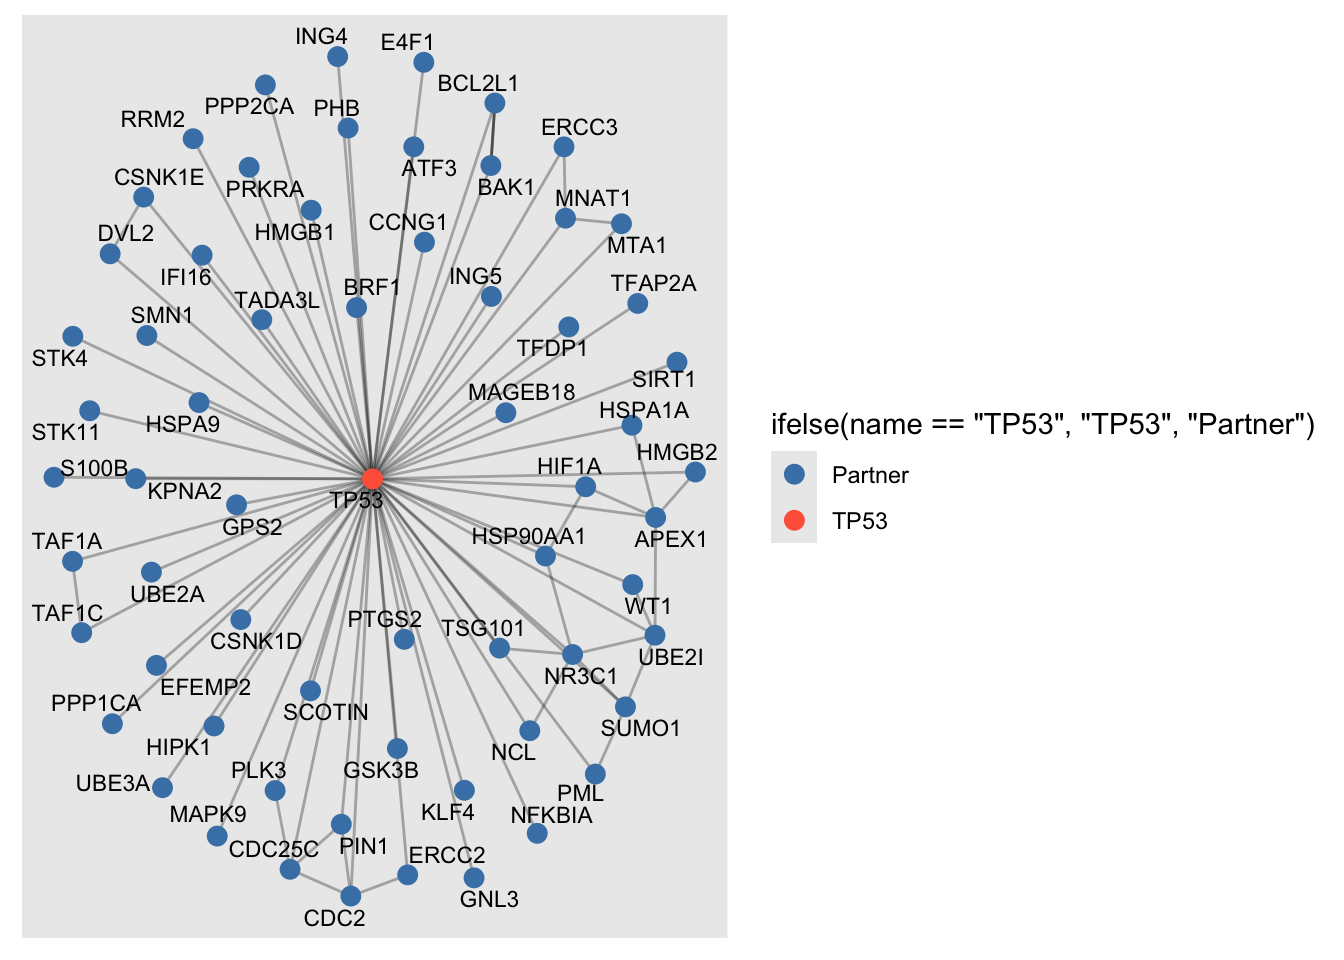 ING4
E4F1
BCL2L1
PPP2CA
PHB
RRM2
ERCC3
ATF3
CSNK1E
PRKRA
BAK1
MNAT1
HMGB1
CCNG1
DVL2
MTA1
IFI16
ING5
TFAP2A
BRF1
TADA3L
SMN1
TFDP1
STK4
SIRT1
MAGEB18
HSPA1A
HSPA9
STK11
ifelse(name == "TP53", "TP53", "Partner")
HMGB2
S100B
HIF1A
Partner
KPNA2
TP53
TP53
GPS2
HSP90AA1
APEX1
TAF1A
UBE2A
WT1
TAF1C
PTGS2
TSG101
CSNK1D
UBE2I
NR3C1
EFEMP2
PPP1CA
SCOTIN
SUMO1
HIPK1
NCL
PLK3
GSK3B
UBE3A
PML
MAPK9
KLF4
NFKBIA
CDC25C
PIN1
ERCC2
GNL3
CDC2